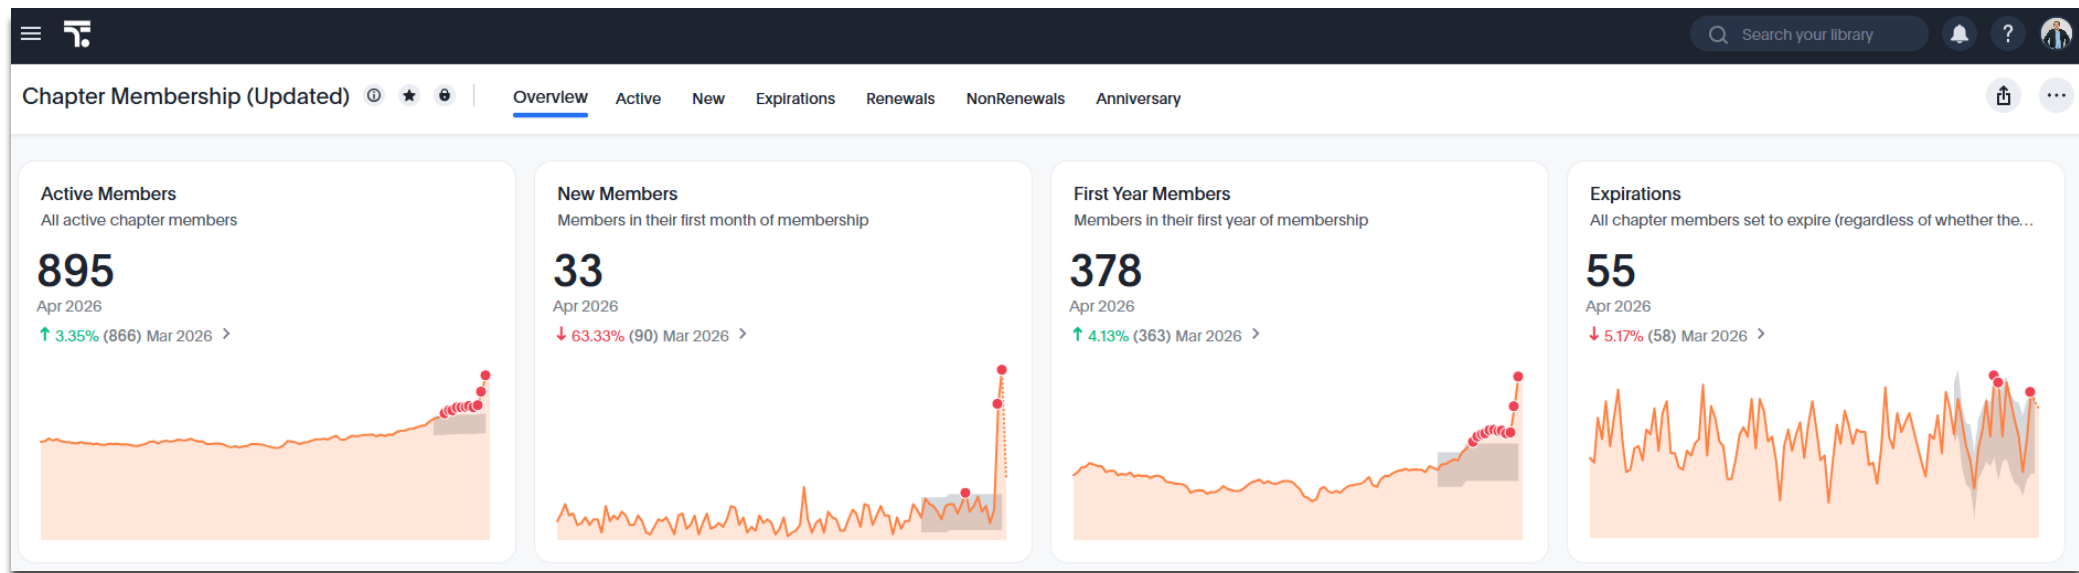 Search your library
?
Chapter Membership (Updated)
Overview Active New Expirations Renewals NonRenewals Anniversary
Active Members
All active chapter members
895
Apr 2026
3.35% (866) Mar 2026
New Members
Members in their first month of membership
33
Apr 2026
63.33% (90) Mar 2026
First Year Members
Members in their first year of membership
378
Apr 2026
4.13% (363) Mar 2026
Expirations
All chapter members set to expire (regardless of whether the...
55
Apr 2026
5.17% (58) Mar 2026